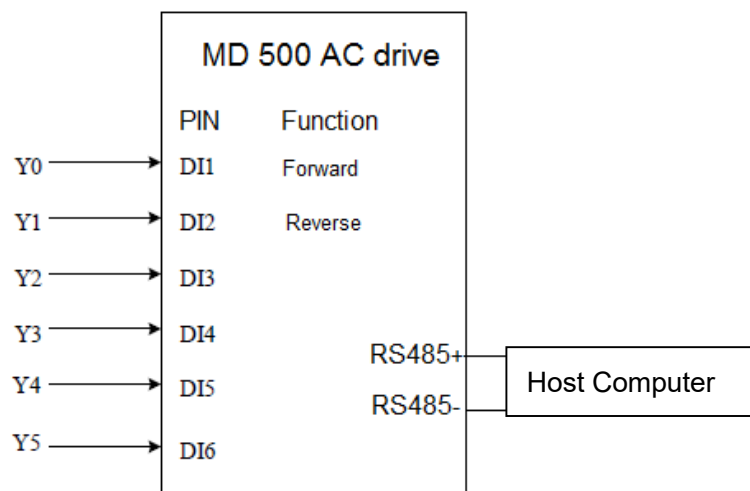 MD 500 AC drive
PIN Function
Y0 DI1 Forward
Y1 DI2 Reverse
Y2 DI3
Y3 DI4
RS485+
Host Computer
Y4 DI5
RS485-
Y5 DI6